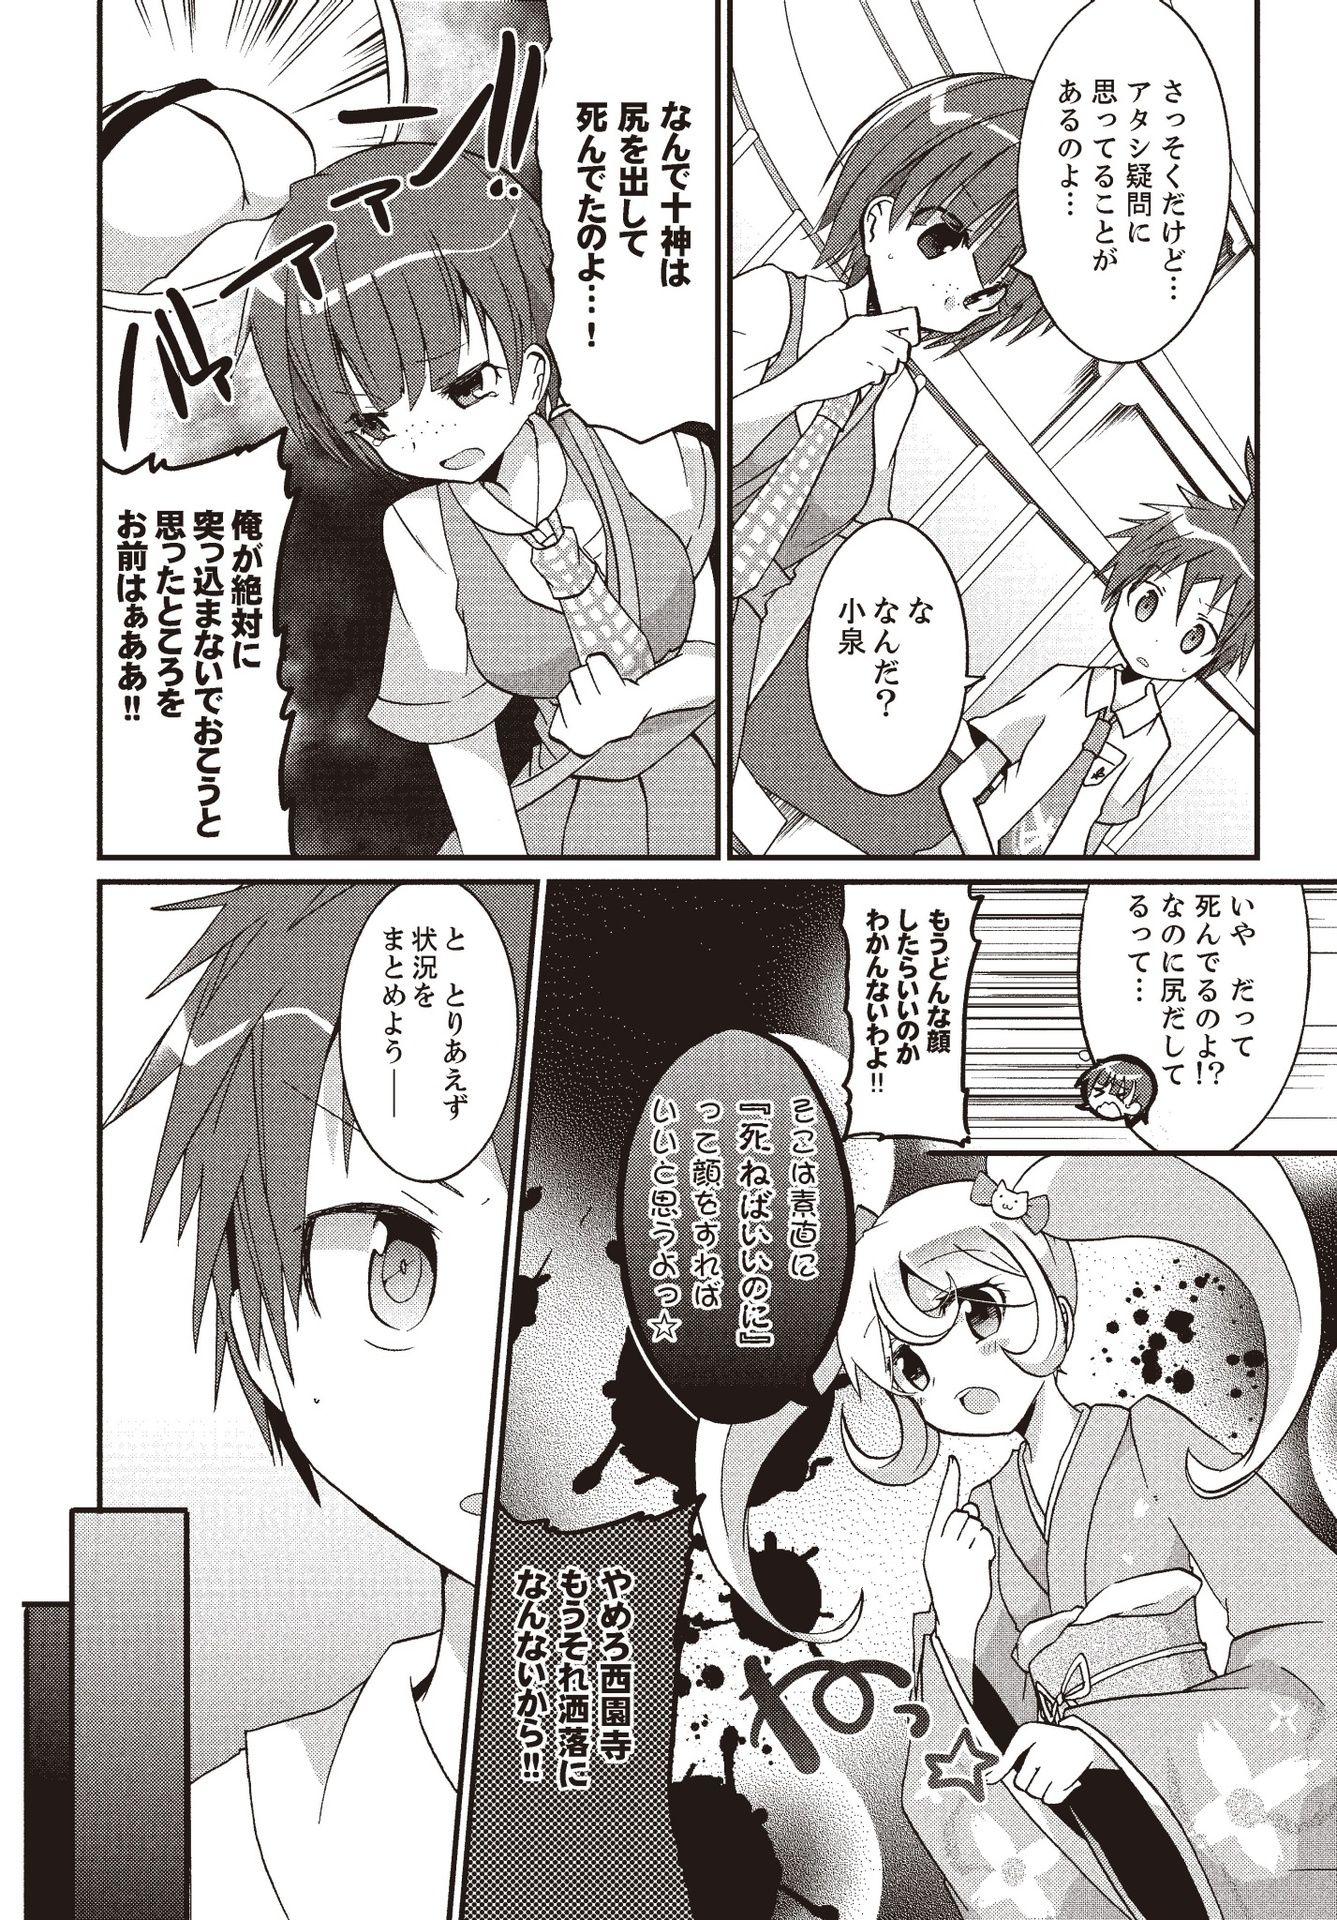 さっそくだけど…
アタシ疑問に
思ってることが
あるのよ…
な
なんだ？
小泉
なんで十神は
尻を出して
死んでたのよ…！
ドァァァン
俺が絶対に
突っ込まないでおこうと
思ったところを
お前はぁああ!!
いや だって
死んでるのよ!?
なのに尻だして
るって…
もうどんな顔
したらいいのか
わかんないわよ!!
ここは素直に
『死ねばいいのに』
って顔をすれば
いいと思うよっ☆
ねっ☆
やめろ西園寺
もうそれ洒落に
なんないから!!
と とりあえず
状況を
まとめよう――